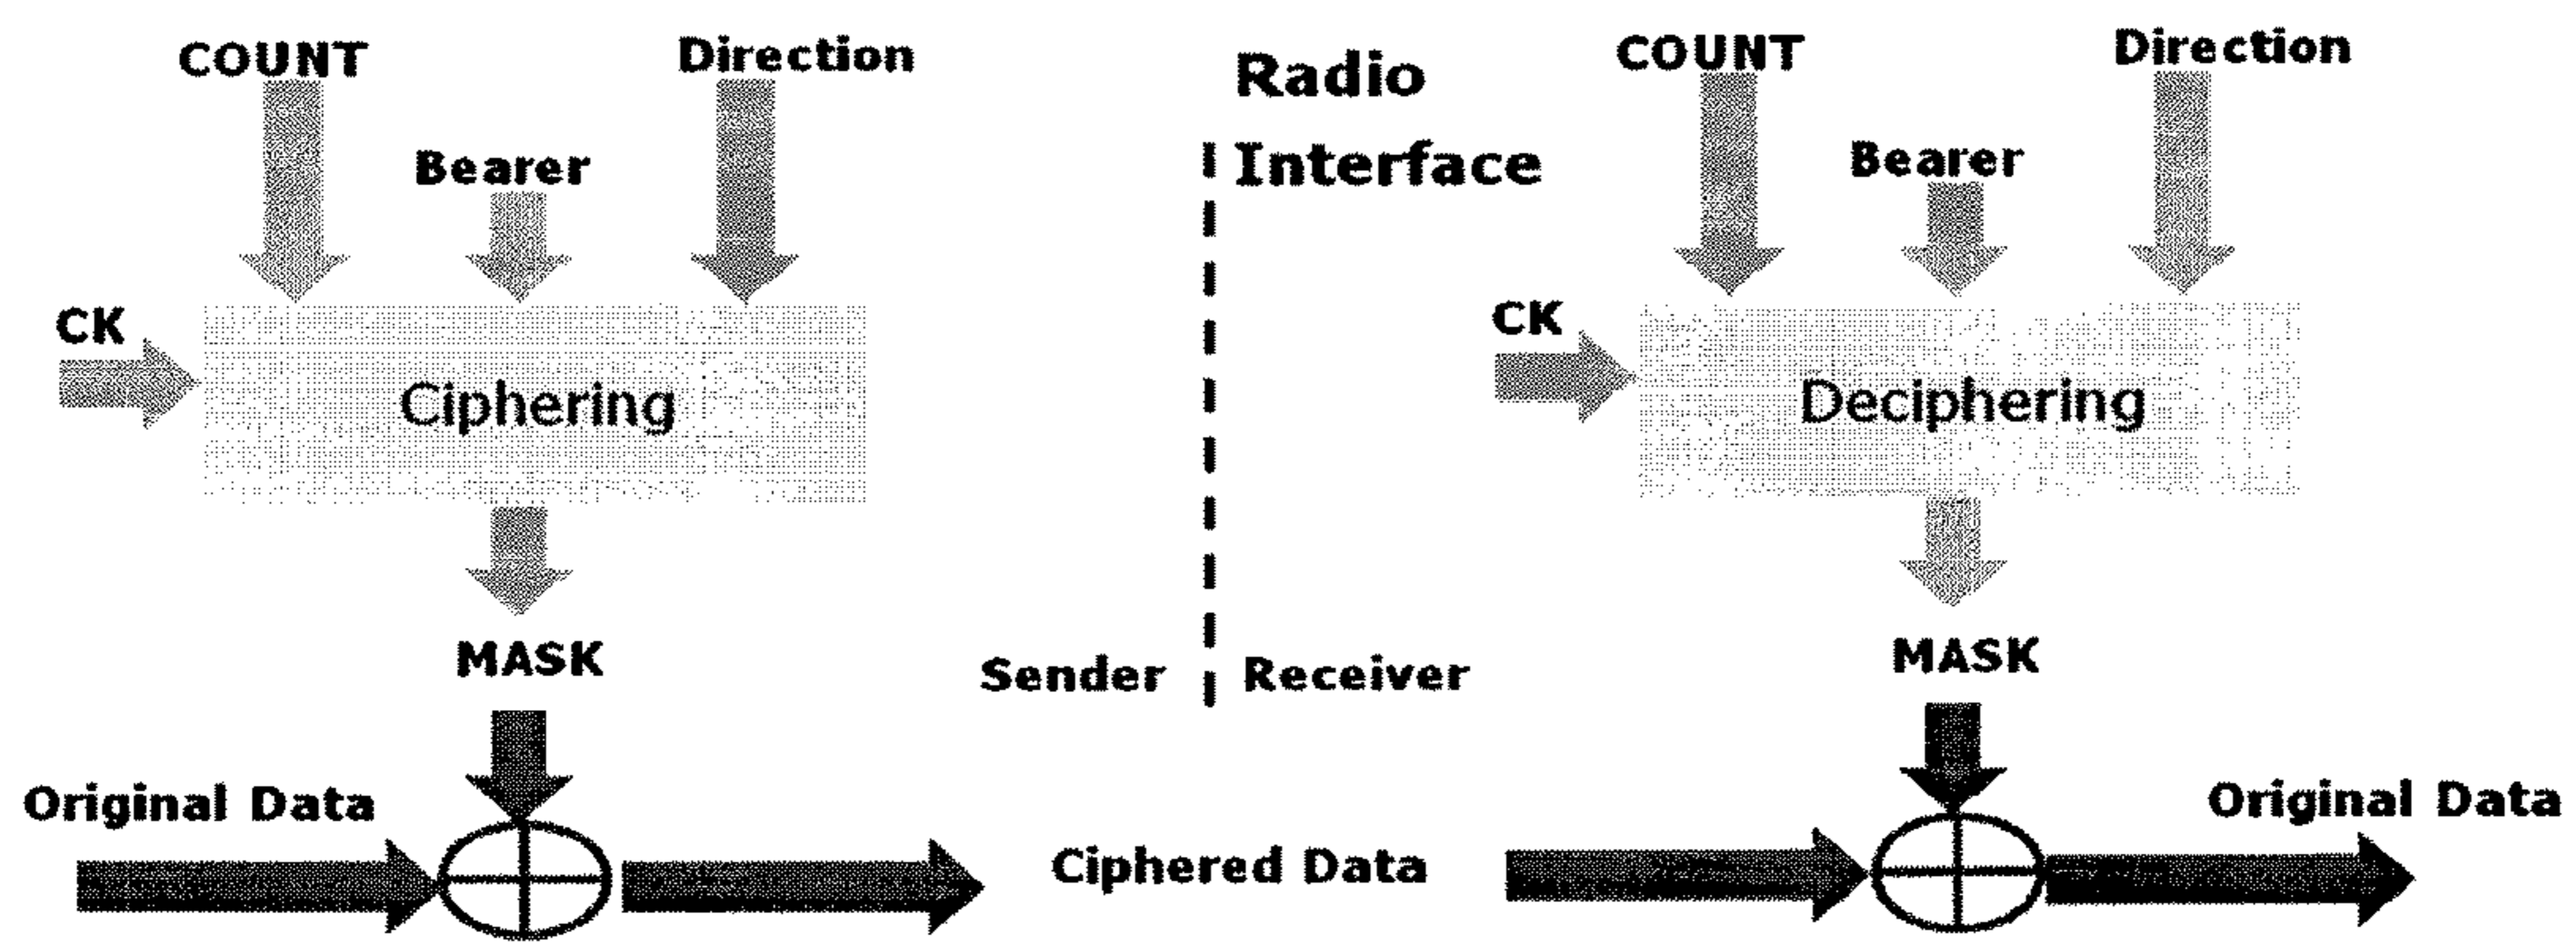 COUNT
Direction
Bearer
CK
Ciphering
MASK
Original Data
Radio
Interface
Sender
Receiver
Ciphered Data
COUNT
Direction
Bearer
CK
Deciphering
MASK
Original Data